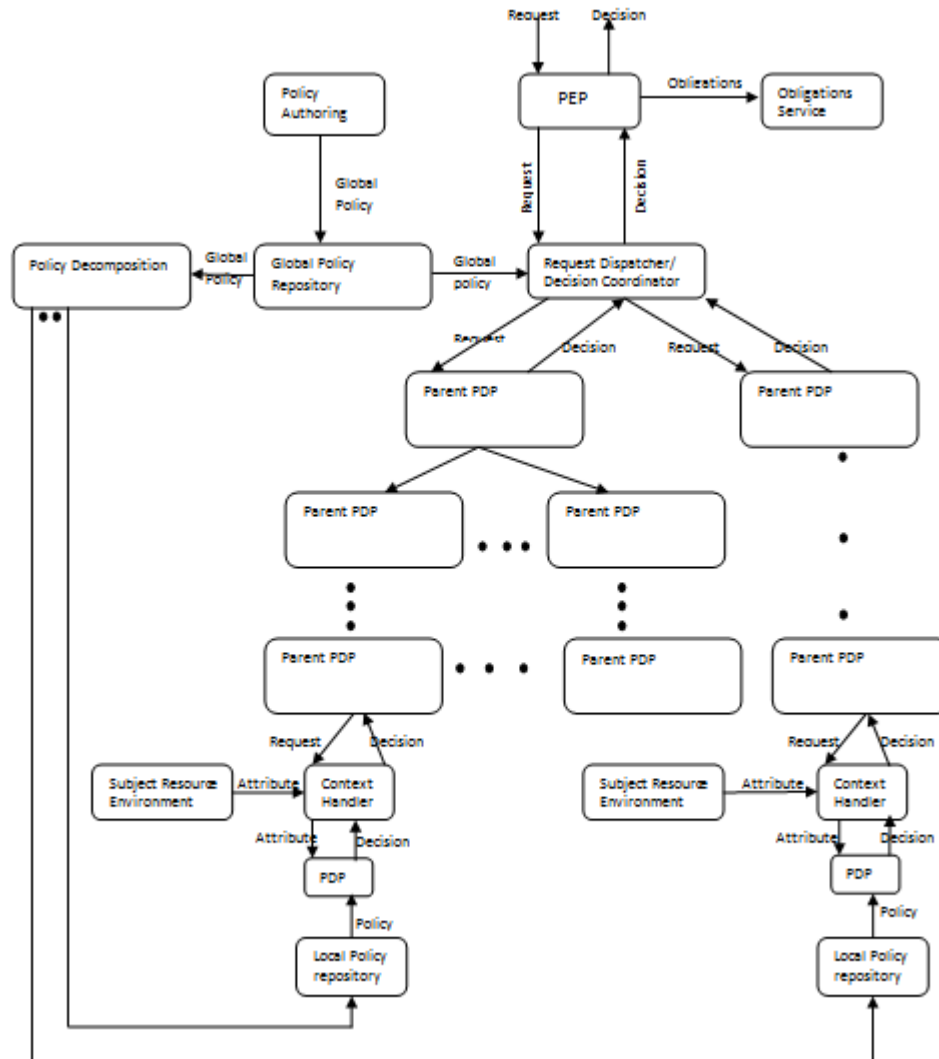 Request
Decision
Policy
Authoring
PEP
Obligations
Obligations
Service
Global
Policy
Request
Decision
Policy Decomposition
Global
Policy
Global Policy
Repository
Global
policy
Request Dispatcher/
Decision Coordinator
Request
Decision
Request
Decision
Parent PDP
Parent PDP
Parent PDP
Parent PDP
Parent PDP
Parent PDP
Parent PDP
Request
Decision
Request
Decision
Subject Resource
Environment
Attribute
Context
Handler
Subject Resource
Environment
Attribute
Context
Handler
Attribute
Decision
Attribute
Decision
PDP
PDP
Policy
Policy
Local Policy
repository
Local Policy
repository